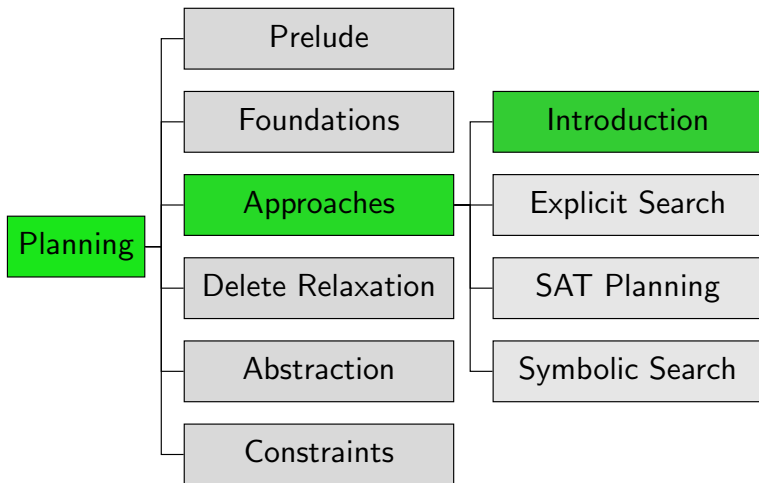 Planning
Prelude
Foundations
Approaches
Delete Relaxation
Abstraction
Constraints
Introduction
Explicit Search
SAT Planning
Symbolic Search